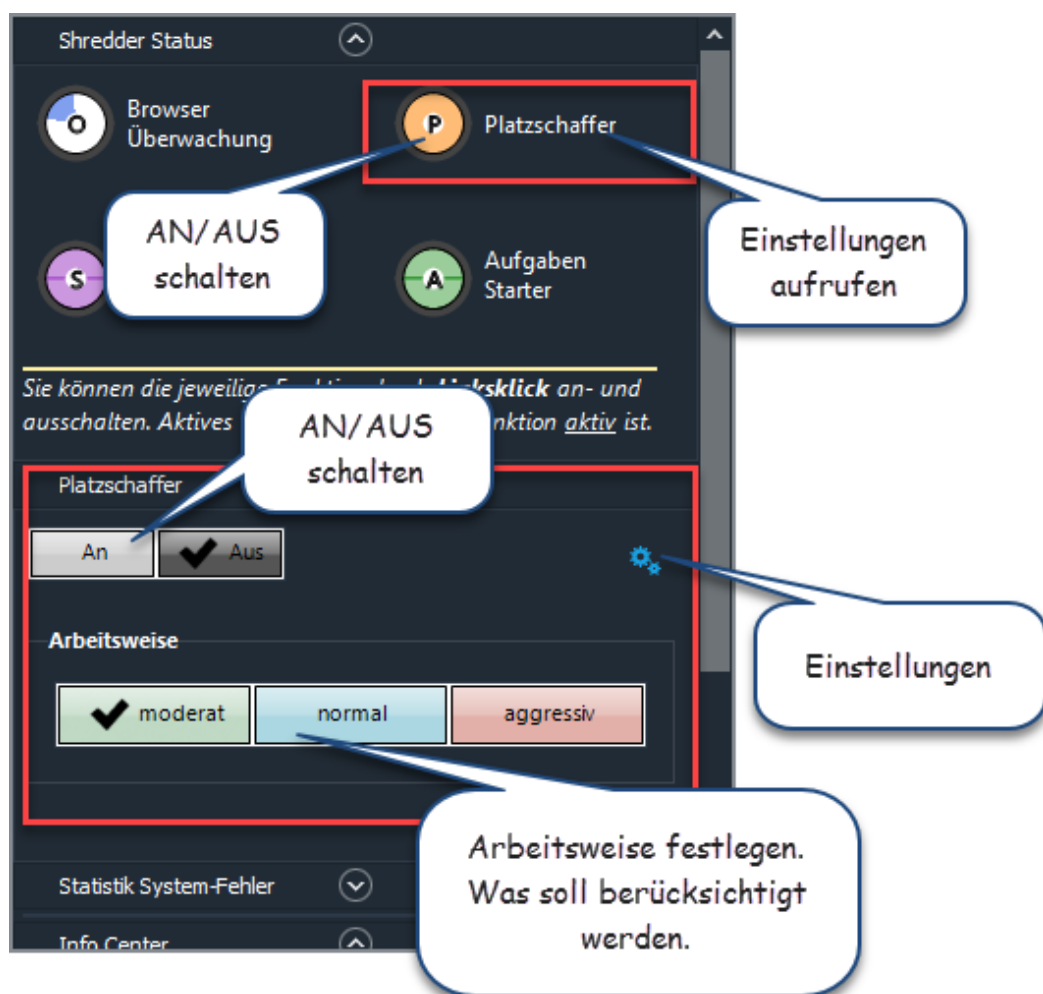 Shredder Status
O
Browser
Überwachung
P
Platzschaffer
AN/AUS
schalten
Einstellungen
aufrufen
S
A
Aufgaben
Starter
Sie können die jeweilige linksklick an- und
ausschalten. Aktives nktion aktiv ist.
AN/AUS
schalten
Platzschaffer
An
Aus
Einstellungen
Arbeitsweise
moderat
normal
aggressiv
Arbeitsweise festlegen.
Was soll berücksichtigt
werden.
Statistik System-Fehler
Info Center